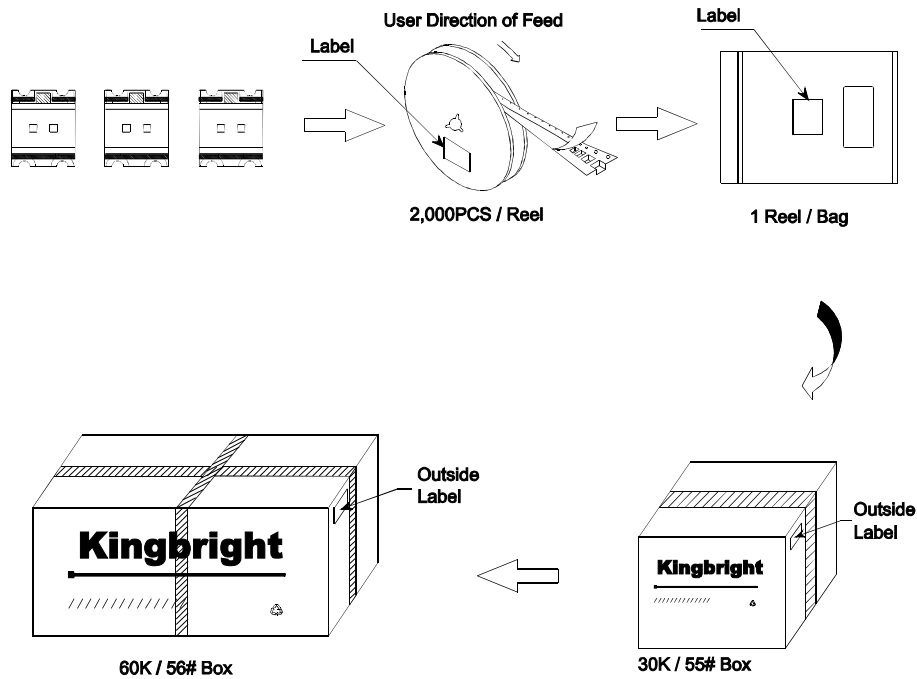 User Direction of Feed
Label
Label
2,000PCS / Reel
1 Reel / Bag
Outside
Label
Kingbright
60K / 56# Box
Outside
Label
Kingbright
30K / 55# Box